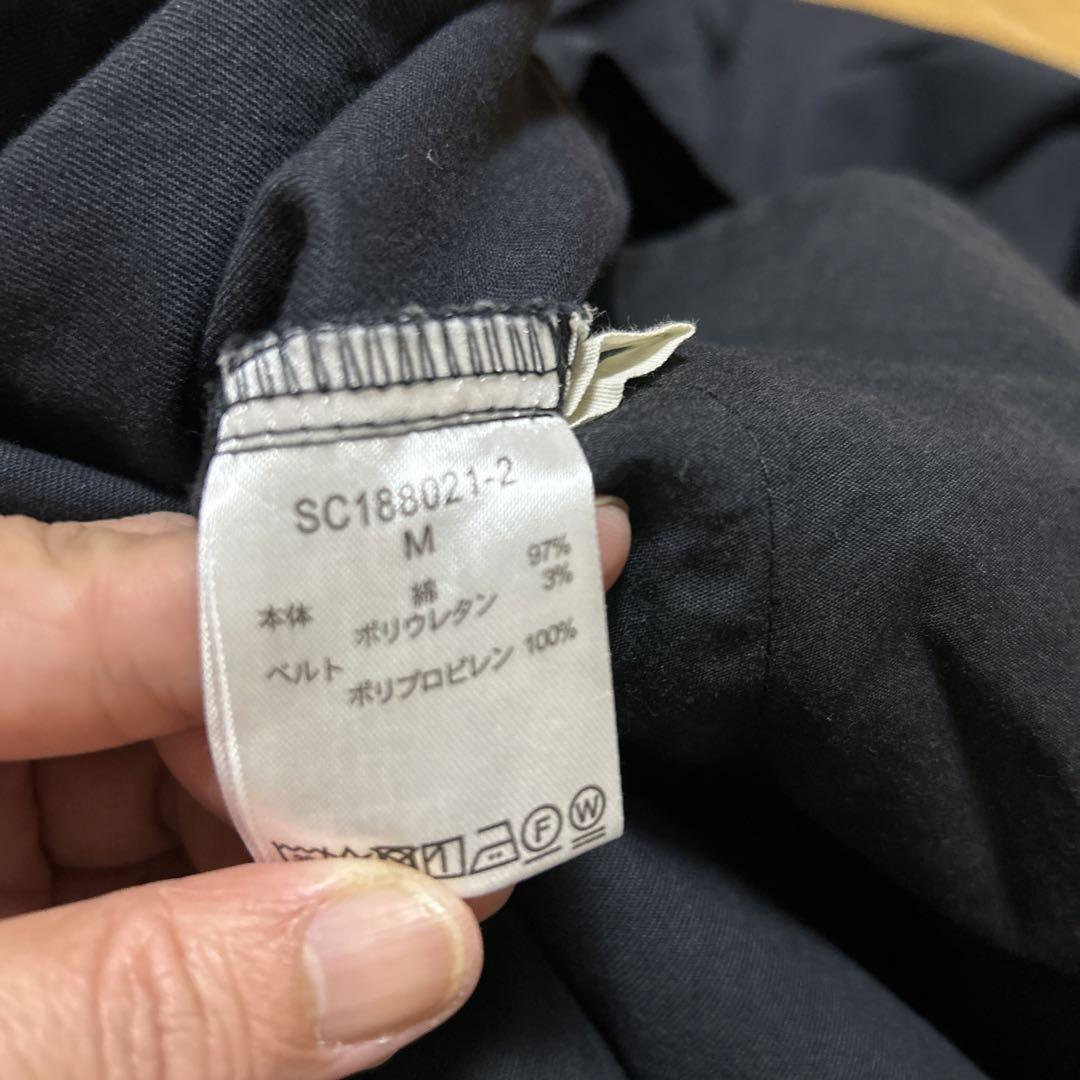 SC188021-2
M
本体 綿 97%
ポリウレタン 3%
ベルト ポリプロピレン 100%
F W